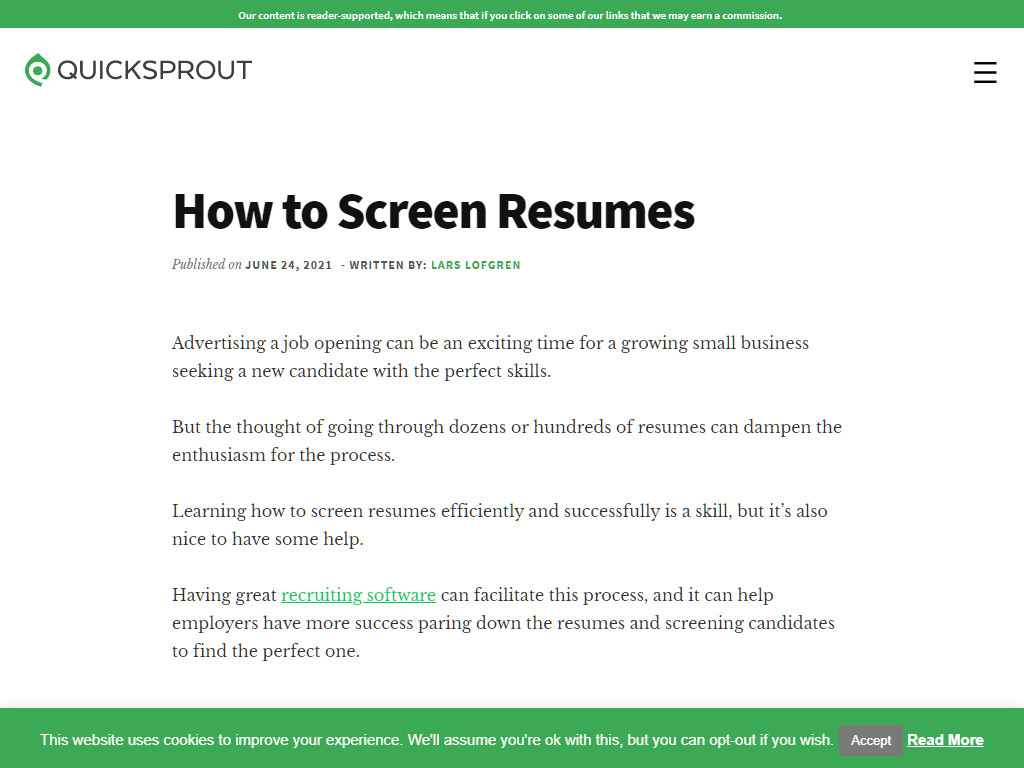 Our content is reader-supported, which means that if you click on some of our links that we may earn a commission.
QUICKSPROUT
How to Screen Resumes
Published on JUNE 24, 2021 - WRITTEN BY: LARS LOFGREN
Advertising a job opening can be an exciting time for a growing small business
seeking a new candidate with the perfect skills.
But the thought of going through dozens or hundreds of resumes can dampen the
enthusiasm for the process.
Learning how to screen resumes efficiently and successfully is a skill, but it’s also
nice to have some help.
Having great recruiting software can facilitate this process, and it can help
employers have more success paring down the resumes and screening candidates
to find the perfect one.
This website uses cookies to improve your experience. We'll assume you're ok with this, but you can opt-out if you wish. Accept Read More